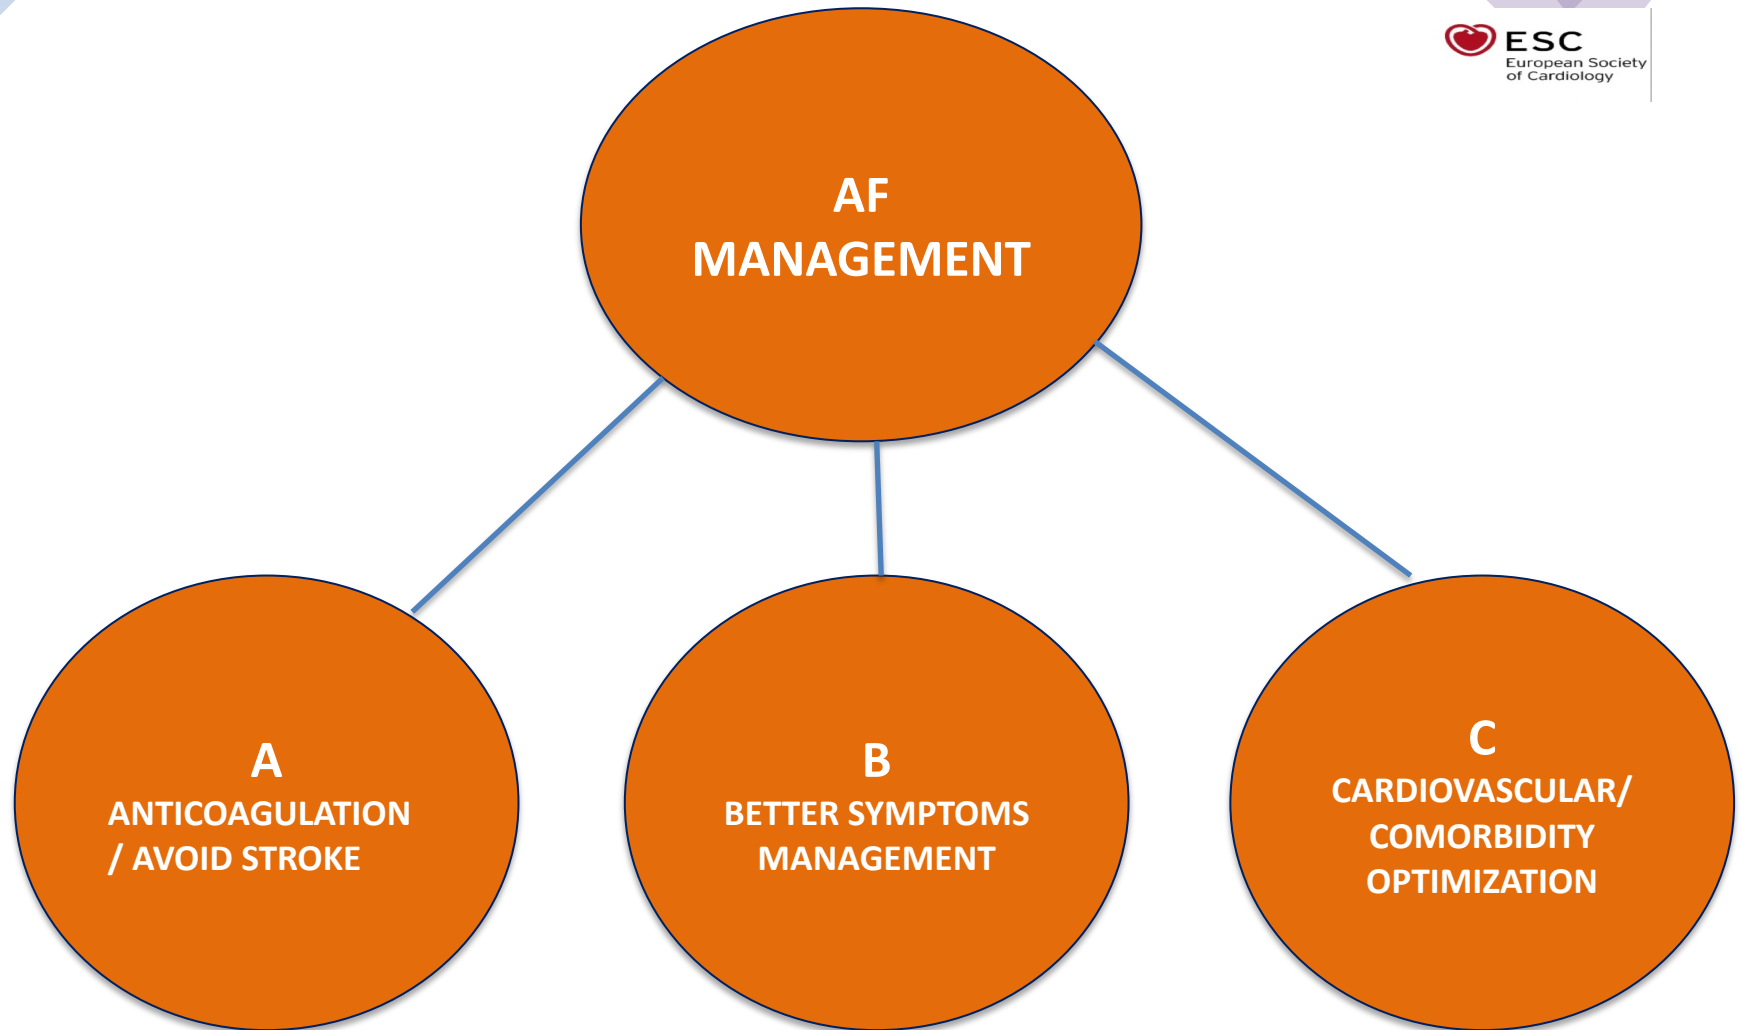 ESC
European Society
of Cardiology
AF
MANAGEMENT
A
ANTICOAGULATION
/ AVOID STROKE
B
BETTER SYMPTOMS
MANAGEMENT
C
CARDIOVASCULAR/
COMORBIDITY
OPTIMIZATION